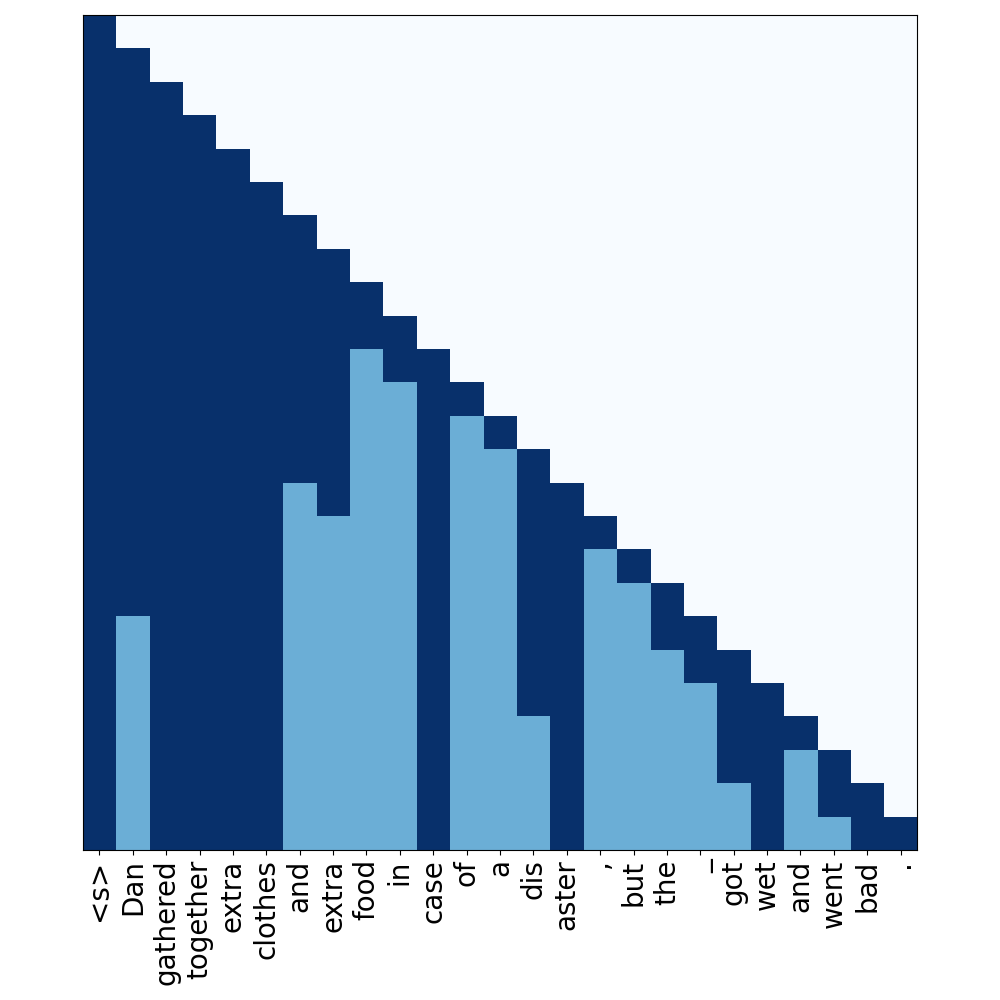 <s>
Dan
gathered
together
extra
clothes
and
extra
food
in
case
of
a
dis
aster
,
but
the
_
got
wet
and
went
bad
.